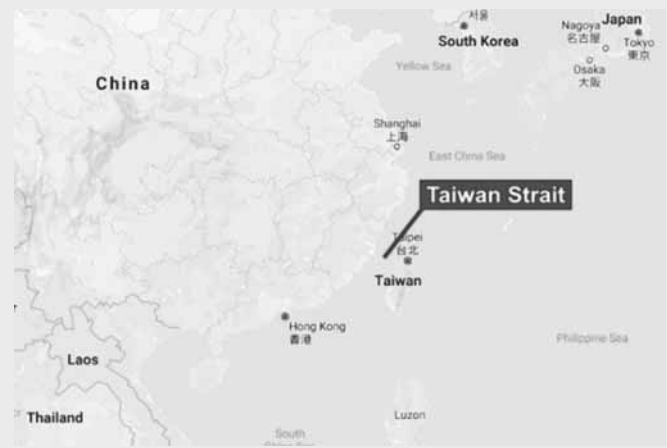 서울
South Korea
Japan
Nagoya
名古屋
Tokyo
東京
Osaka
大阪
Yellow Sea
China
Shanghai
上海
East China Sea
Taiwan Strait
Taipei
台北
Taiwan
Hong Kong
香港
Philippine Sea
Laos
Luzon
Thailand
South
China Sea